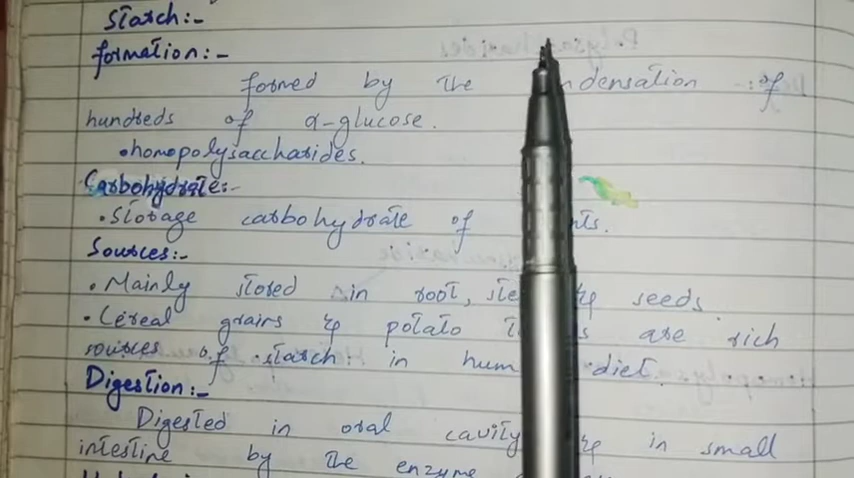 Starch:-
formation:-
formed by the ndensation of
hundreds of α-glucose.
•homopolysaccharides.
Carbohydrate:-
•Storage carbohydrate of nts.
Sources:-
•Mainly stored in root, ste & seeds.
•Cereal grains & potato t s are rich
sources of starch in hum diet.
Digestion:-
Digested in oral cavity & in small
intestine by the enzyme